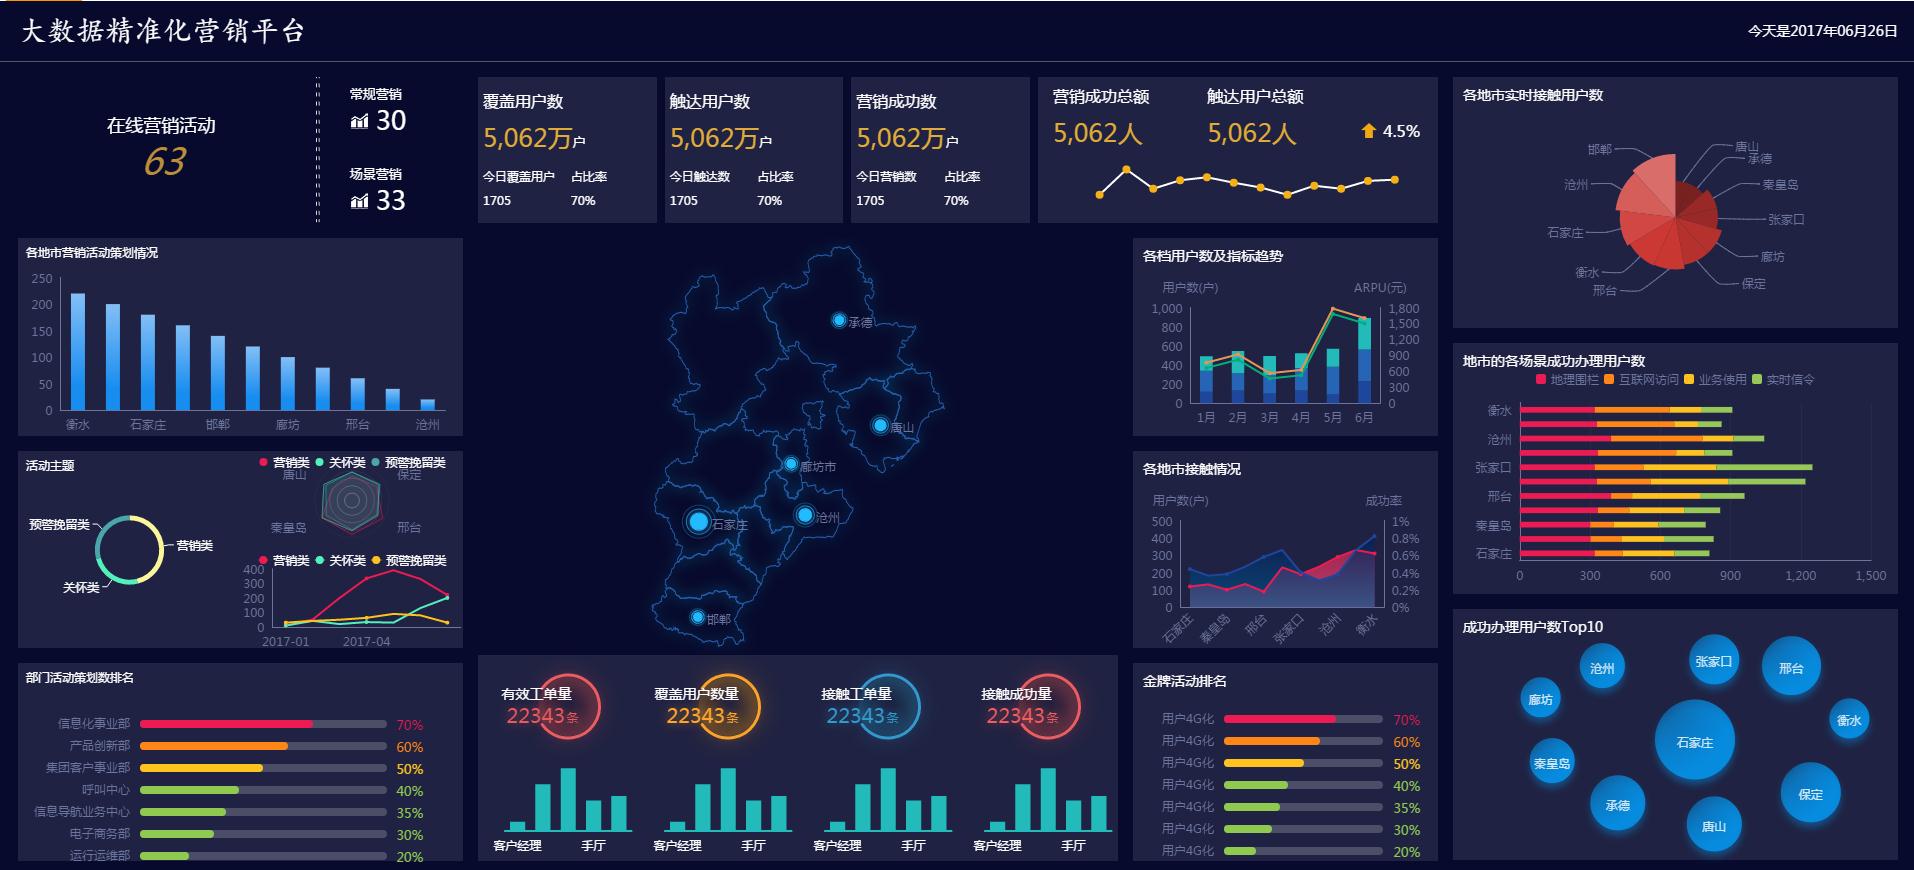 大数据精准化营销平台
今天是2017年06月26日
在线营销活动
63
常规营销
30
场景营销
33
覆盖用户数
5,062万户
今日覆盖用户 占比率
1705 70%
触达用户数
5,062万户
今日触达数 占比率
1705 70%
营销成功数
5,062万户
今日营销数 占比率
1705 70%
营销成功总额 触达用户总额
5,062人 5,062人 4.5%
各地市实时接触用户数
邯郸
沧州
石家庄
衡水
邢台
唐山
承德
秦皇岛
张家口
廊坊
保定
各地市营销活动策划情况
250
200
150
100
50
0
衡水 石家庄 邯郸 廊坊 邢台 沧州
承德
唐山
廊坊市
沧州
石家庄
邯郸
各档用户数及指标趋势
用户数(户) ARPU(元)
1,000 1,800
800 1,500
600 1,200
400 900
200 600
0 300
0
1月 2月 3月 4月 5月 6月
地市的各场景成功办理用户数
地理围栏 互联网访问 业务使用 实时信令
衡水
沧州
张家口
邢台
秦皇岛
石家庄
0 300 600 900 1,200 1,500
活动主题
预警挽留类
营销类
关怀类
营销类 关怀类 预警挽留类
唐山 保定
秦皇岛 邢台
营销类 关怀类 预警挽留类
400
300
200
100
0
2017-01 2017-04
各地市接触情况
用户数(户) 成功率
500 1%
400 0.8%
300 0.6%
200 0.4%
100 0.2%
0 0%
石家庄 秦皇岛 邢台 张家口 沧州 衡水
成功办理用户数Top10
沧州
张家口
邢台
廊坊
衡水
石家庄
秦皇岛
承德
保定
唐山
部门活动策划数排名
信息化事业部 70%
产品创新部 60%
集团客户事业部 50%
呼叫中心 40%
信息导航业务中心 35%
电子商务部 30%
运行运维部 20%
有效工单量
22343条
客户经理 手厅
覆盖用户数量
22343条
客户经理 手厅
接触工单量
22343条
客户经理 手厅
接触成功量
22343条
客户经理 手厅
金牌活动排名
用户4G化 70%
用户4G化 60%
用户4G化 50%
用户4G化 40%
用户4G化 35%
用户4G化 30%
用户4G化 20%